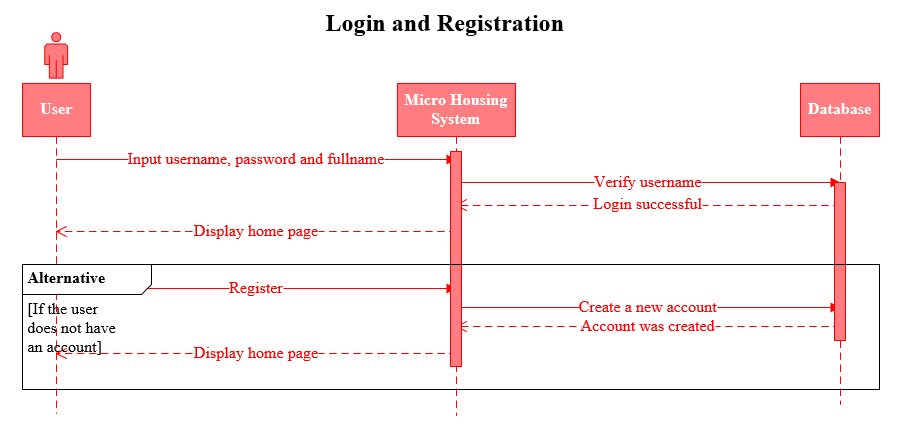 Login and Registration
User
Micro Housing
System
Database
Input username, password and fullname
Verify username
Login successful
Display home page
Alternative
Register
[If the user
does not have
an account]
Create a new account
Account was created
Display home page